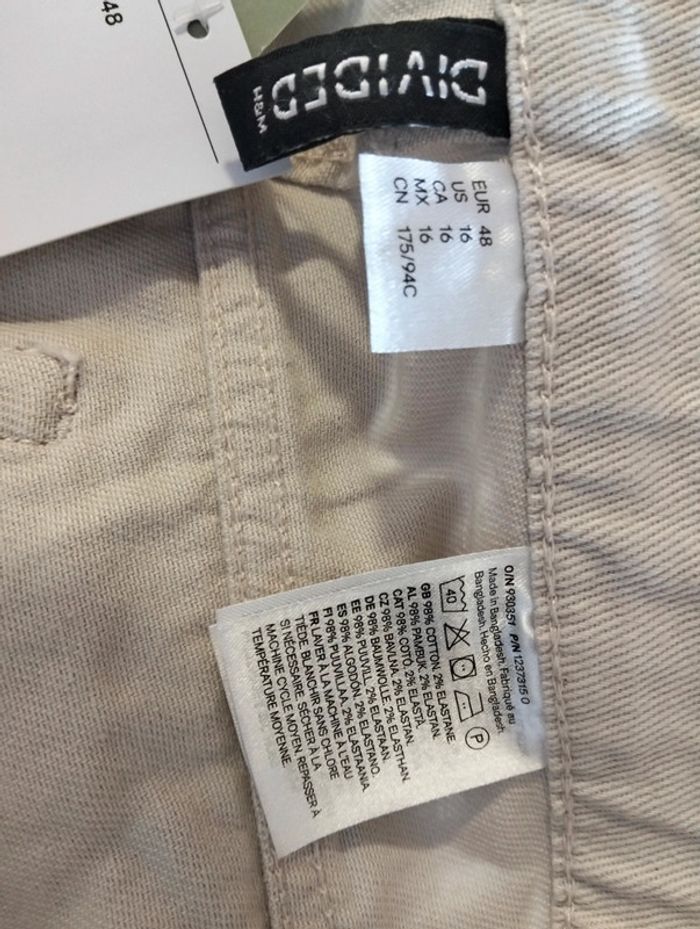 48
DIVIDED
H&M
EUR 48
US 16
CA 16
MX 16
CN 175/94C
O/N 930351 P/N 1237315 0
Made in Bangladesh. Fabriqué au
Bangladesh. Hecho en Bangladesh.
40
P
GB 98% COTTON. 2% ELASTANE.
AL 98% PAMBUK. 2% ELASTAN.
CAT 98% COTÓ. 2% ELASTÀ.
CZ 98% BAVLNA. 2% ELASTHAN.
DE 98% BAUMWOLLE. 2% ELASTAN.
EE 98% PUUVILL. 2% ELASTAAN.
ES 98% ALGODÓN. 2% ELASTANO.
FI 98% PUUVILLAA. 2% ELASTAANIA.
FR LAVER À LA MACHINE À L'EAU
TIÈDE. BLANCHIR SANS CHLORE
SI NÉCESSAIRE. SÉCHER À LA
MACHINE CYCLE MOYEN. REPASSER À
TEMPÉRATURE MOYENNE.